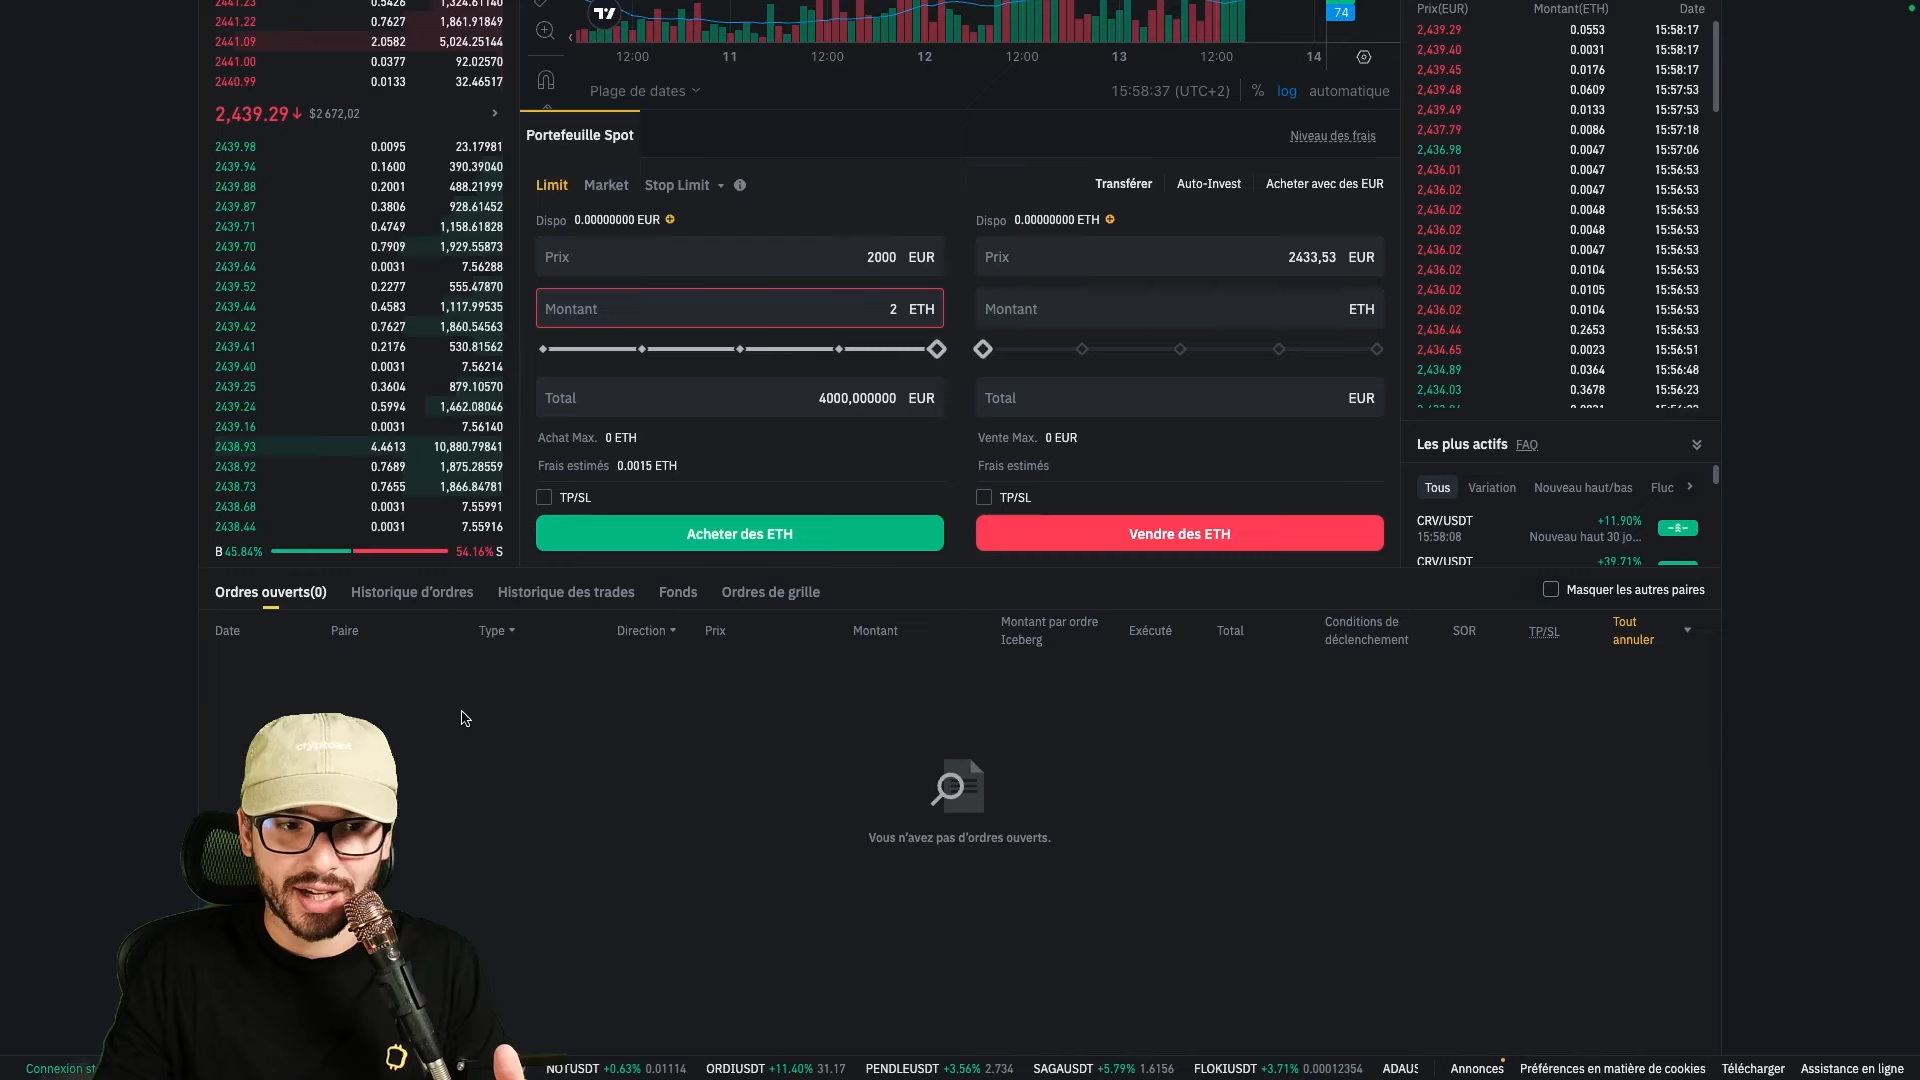 2441.23 0.5426 1,324.61140
2441.22 0.7627 1,861.91849
2441.09 2.0582 5,024.25144
2441.00 0.0377 92.02570
2440.99 0.0133 32.46517
2,439.29 $2 672,02
2439.98 0.0095 23.17981
2439.94 0.1600 390.39040
2439.88 0.2001 488.21999
2439.87 0.3806 928.61452
2439.71 0.4749 1,158.61828
2439.70 0.7909 1,929.55873
2439.64 0.0031 7.56288
2439.52 0.2277 555.47870
2439.44 0.4583 1,117.99535
2439.42 0.7627 1,860.54563
2439.41 0.2176 530.81562
2439.40 0.0031 7.56214
2439.25 0.3604 879.10570
2439.24 0.5994 1,462.08046
2439.16 0.0031 7.56140
2438.93 4.4613 10,880.79841
2438.92 0.7689 1,875.28559
2438.73 0.7655 1,866.84781
2438.68 0.0031 7.55991
2438.44 0.0031 7.55916
B 45.84% 54.16% S
74
12:00 11 12:00 12 12:00 13 12:00 14
Plage de dates 15:58:37 (UTC+2) % log automatique
Portefeuille Spot Niveau des frais
Limit Market Stop Limit Transférer Auto-Invest Acheter avec des EUR
Dispo 0.00000000 EUR
Prix 2000 EUR
Montant 2 ETH
Total 4000,000000 EUR
Achat Max. 0 ETH
Frais estimés 0.0015 ETH
TP/SL
Acheter des ETH
Dispo 0.00000000 ETH
Prix 2433,53 EUR
Montant ETH
Total EUR
Vente Max. 0 EUR
Frais estimés
TP/SL
Vendre des ETH
Prix(EUR) Montant(ETH) Date
2,439.29 0.0553 15:58:17
2,439.40 0.0031 15:58:17
2,439.45 0.0176 15:58:17
2,439.48 0.0609 15:57:53
2,439.49 0.0133 15:57:53
2,437.79 0.0086 15:57:18
2,436.98 0.0047 15:57:06
2,436.01 0.0047 15:56:53
2,436.02 0.0047 15:56:53
2,436.02 0.0048 15:56:53
2,436.02 0.0048 15:56:53
2,436.02 0.0047 15:56:53
2,436.02 0.0104 15:56:53
2,436.02 0.0105 15:56:53
2,436.02 0.0104 15:56:53
2,436.44 0.2653 15:56:53
2,434.65 0.0023 15:56:51
2,434.89 0.0364 15:56:48
2,434.03 0.3678 15:56:23
Les plus actifs FAQ
Tous Variation Nouveau haut/bas Fluc
CRV/USDT +11.90%
15:58:08 Nouveau haut 30 jo...
CRV/USDT +39.71%
Ordres ouverts(0) Historique d'ordres Historique des trades Fonds Ordres de grille Masquer les autres paires
Date Paire Type Direction Prix Montant Montant par ordre Iceberg Exécuté Total Conditions de déclenchement SOR TP/SL Tout annuler
Vous n'avez pas d'ordres ouverts.
Connexion st NOTUSDT +0.63% 0.01114 ORDIUSDT +11.40% 31.17 PENDLEUSDT +3.56% 2.734 SAGAUSDT +5.79% 1.6156 FLOKIUSDT +3.71% 0.00012354 ADAUS Annonces Préférences en matière de cookies Télécharger Assistance en ligne